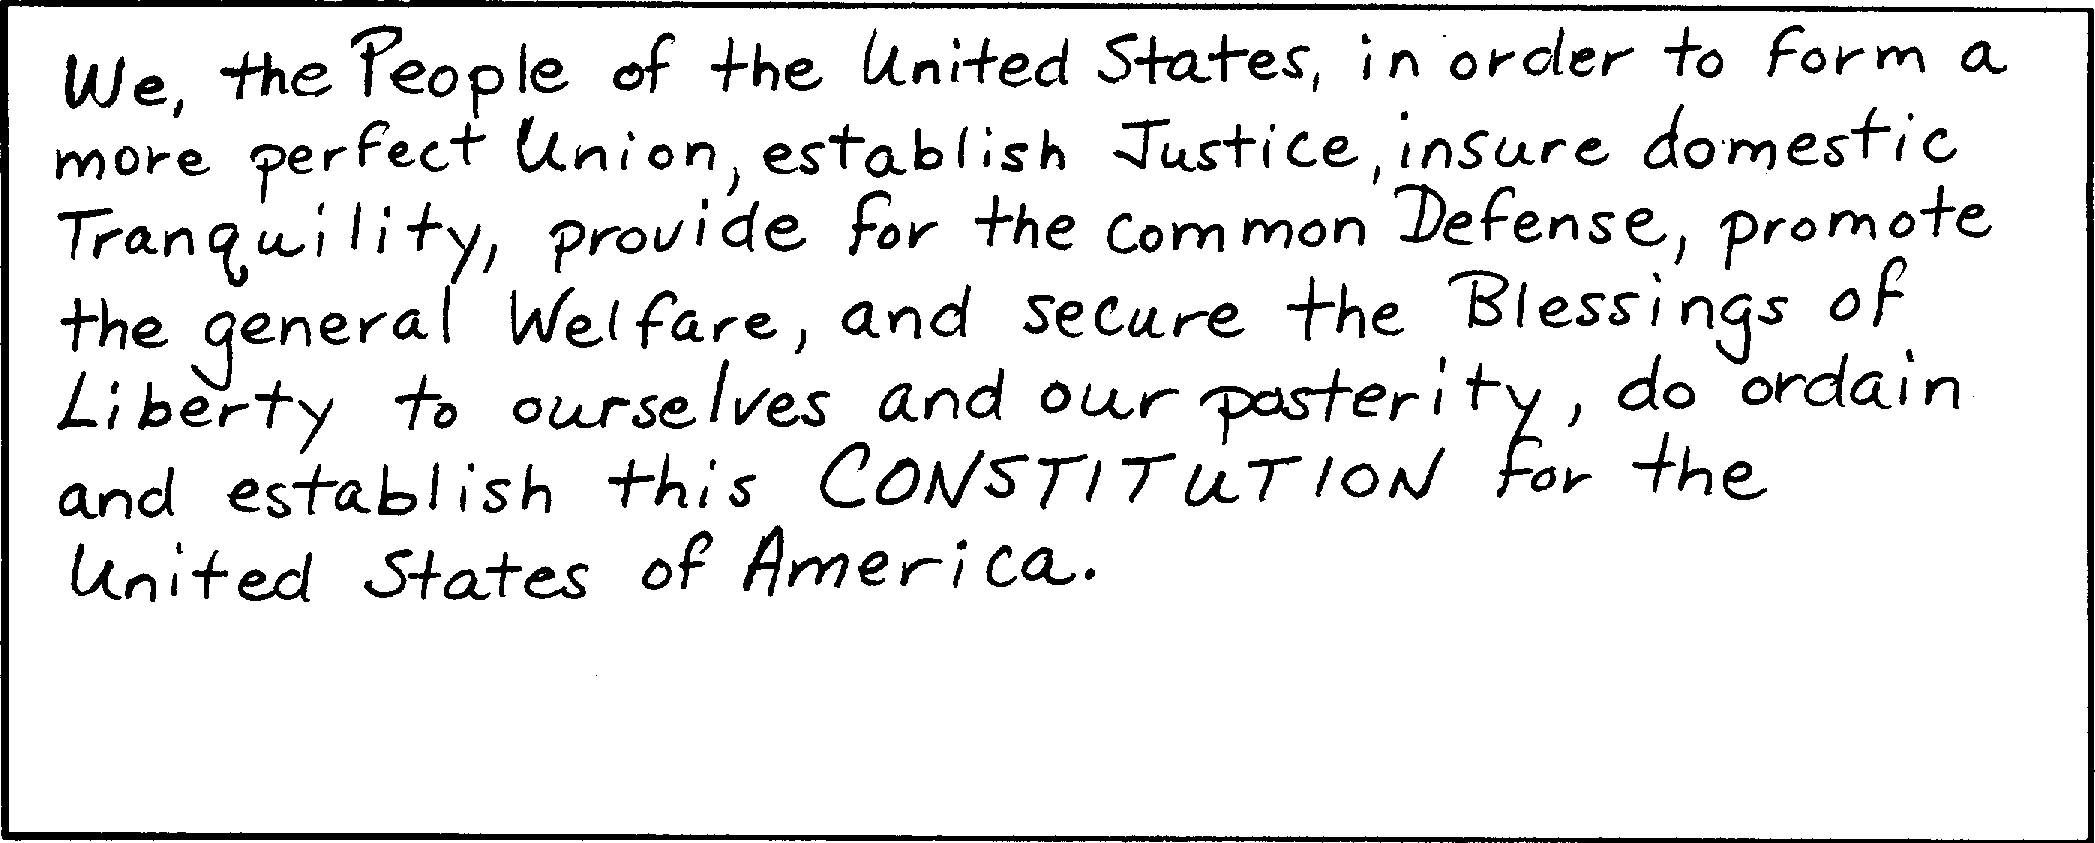 We, the People of the United States, in order to form a
more perfect Union, establish Justice, insure domestic
Tranquility, provide for the common Defense, promote
the general Welfare, and secure the Blessings of
Liberty to ourselves and our posterity, do ordain
and establish this CONSTITUTION for the
United States of America.